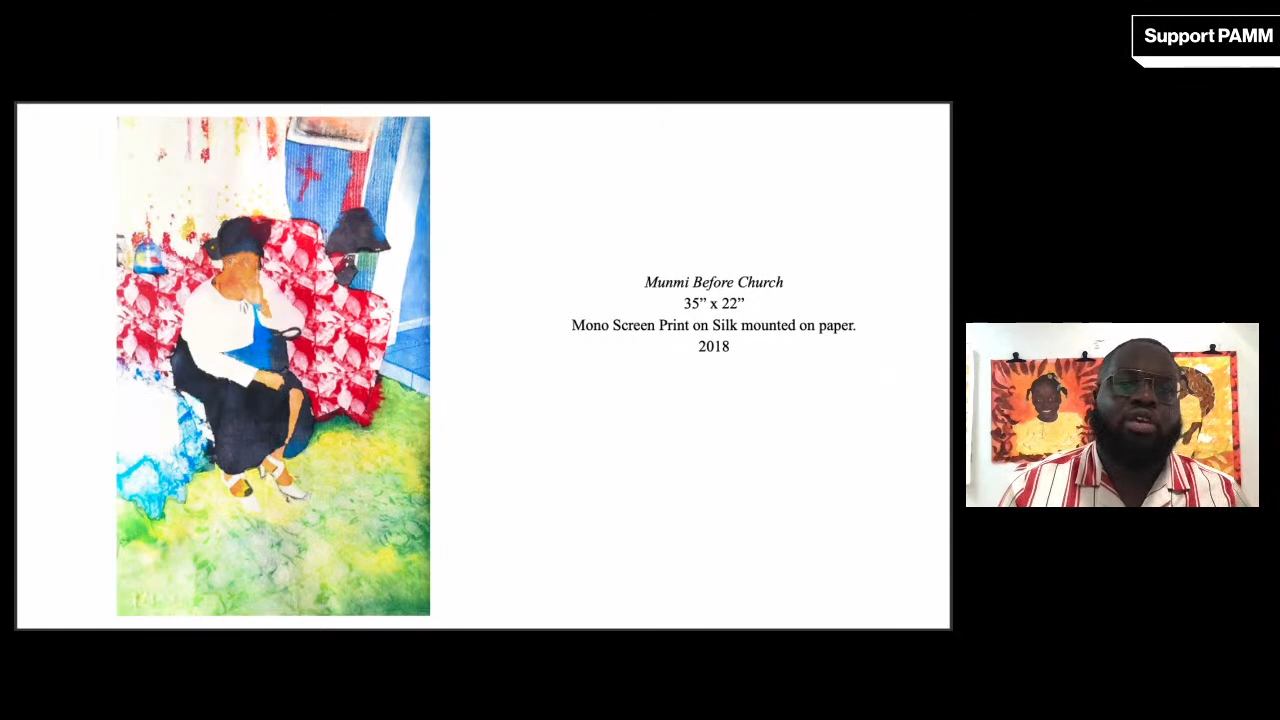 Support PAMM
Munmi Before Church
35” x 22”
Mono Screen Print on Silk mounted on paper.
2018